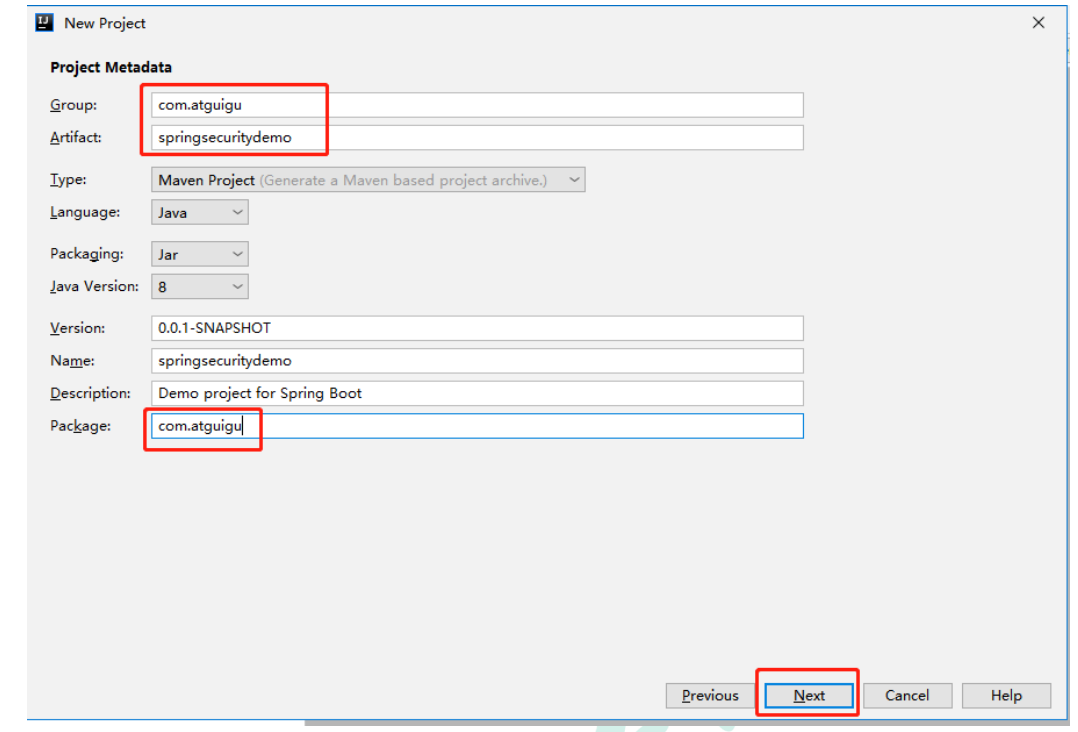 New Project
Project Metadata
Group: com.atguigu
Artifact: springsecuritydemo
Type: Maven Project (Generate a Maven based project archive.)
Language: Java
Packaging: Jar
Java Version: 8
Version: 0.0.1-SNAPSHOT
Name: springsecuritydemo
Description: Demo project for Spring Boot
Package: com.atguigu
Previous Next Cancel Help